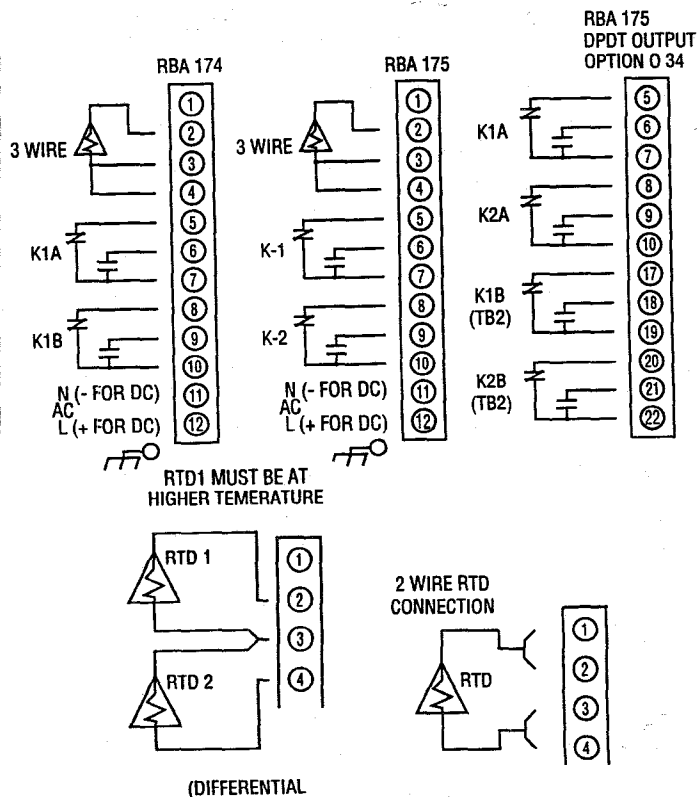 RBA 174
3 WIRE
K1A
K1B
N (- FOR DC)
AC
L (+ FOR DC)
1
2
3
4
5
6
7
8
9
10
11
12
RBA 175
3 WIRE
K-1
K-2
N (- FOR DC)
AC
L (+ FOR DC)
1
2
3
4
5
6
7
8
9
10
11
12
RBA 175
DPDT OUTPUT
OPTION O 34
K1A
K2A
K1B
(TB2)
K2B
(TB2)
5
6
7
8
9
10
17
18
19
20
21
22
RTD1 MUST BE AT
HIGHER TEMERATURE
RTD 1
RTD 2
1
2
3
4
(DIFFERENTIAL
2 WIRE RTD
CONNECTION
RTD
1
2
3
4